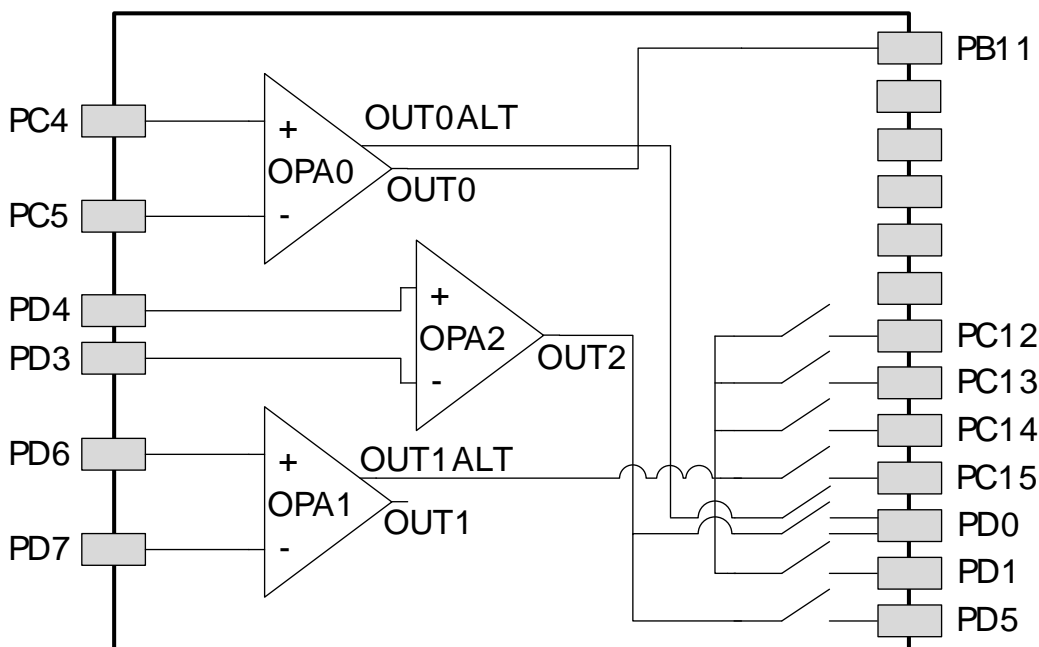 PB11
PC4
+
OUT0ALT
OPA0
OUT0
PC5
-
PD4
+
OPA2
OUT2
PC12
PD3
-
PC13
PC14
PD6
+
OUT1ALT
PC15
OPA1
OUT1
PD0
PD7
-
PD1
PD5